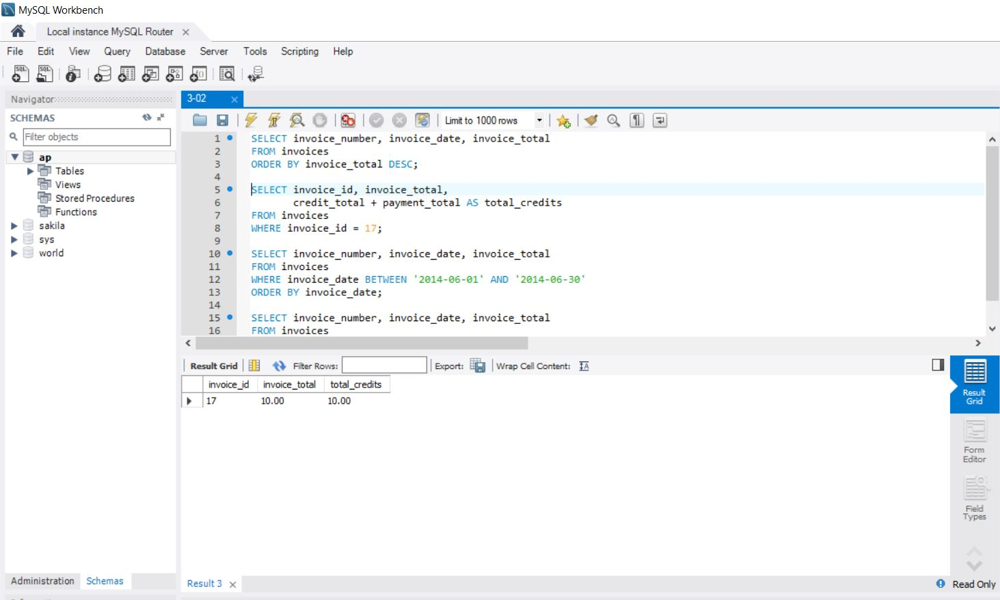 MySQL Workbench
Local instance MySQL Router
File Edit View Query Database Server Tools Scripting Help
SQL SQL
Navigator
SCHEMAS
Filter objects
ap
Tables
Views
Stored Procedures
Functions
sakila
sys
world
Administration Schemas
3-02
Limit to 1000 rows
1 SELECT invoice_number, invoice_date, invoice_total
2 FROM invoices
3 ORDER BY invoice_total DESC;
4
5 SELECT invoice_id, invoice_total,
6 credit_total + payment_total AS total_credits
7 FROM invoices
8 WHERE invoice_id = 17;
9
10 SELECT invoice_number, invoice_date, invoice_total
11 FROM invoices
12 WHERE invoice_date BETWEEN '2014-06-01' AND '2014-06-30'
13 ORDER BY invoice_date;
14
15 SELECT invoice_number, invoice_date, invoice_total
16 FROM invoices
Result Grid Filter Rows: Export: Wrap Cell Content:
invoice_id invoice_total total_credits
17 10.00 10.00
Result
Grid
Form
Editor
Field
Types
Result 3
Read Only